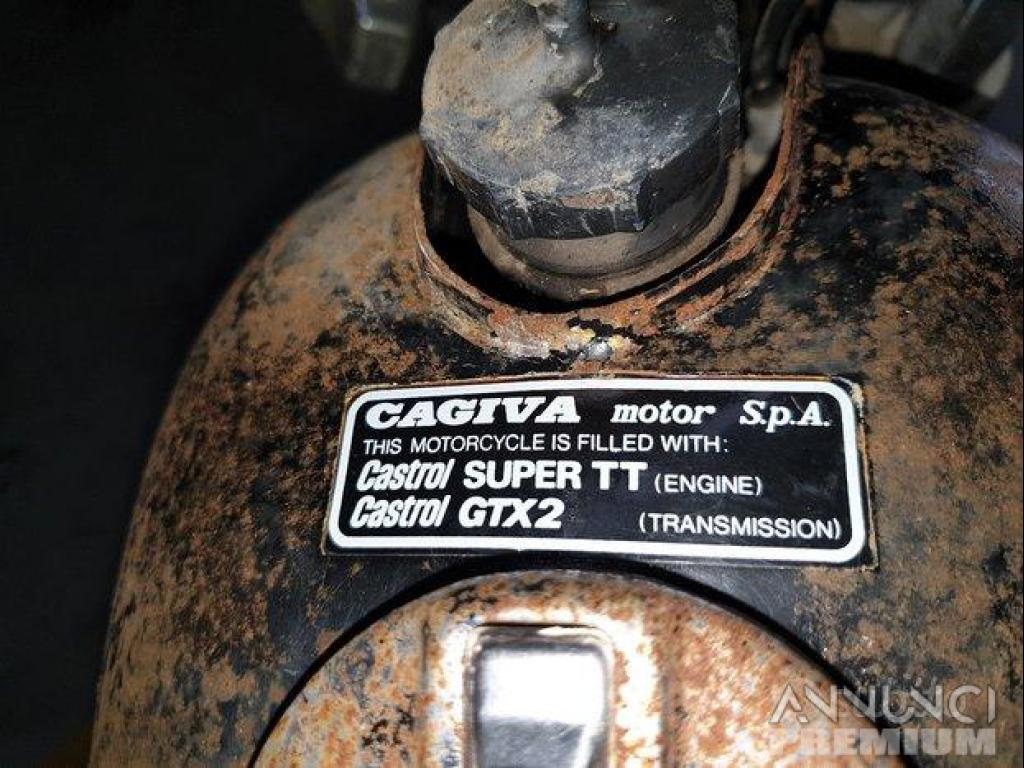 CAGIVA motor S.p.A.
THIS MOTORCYCLE IS FILLED WITH:
Castrol SUPER TT (ENGINE)
Castrol GTX2 (TRANSMISSION)
ANNUNCI
PREMIUM